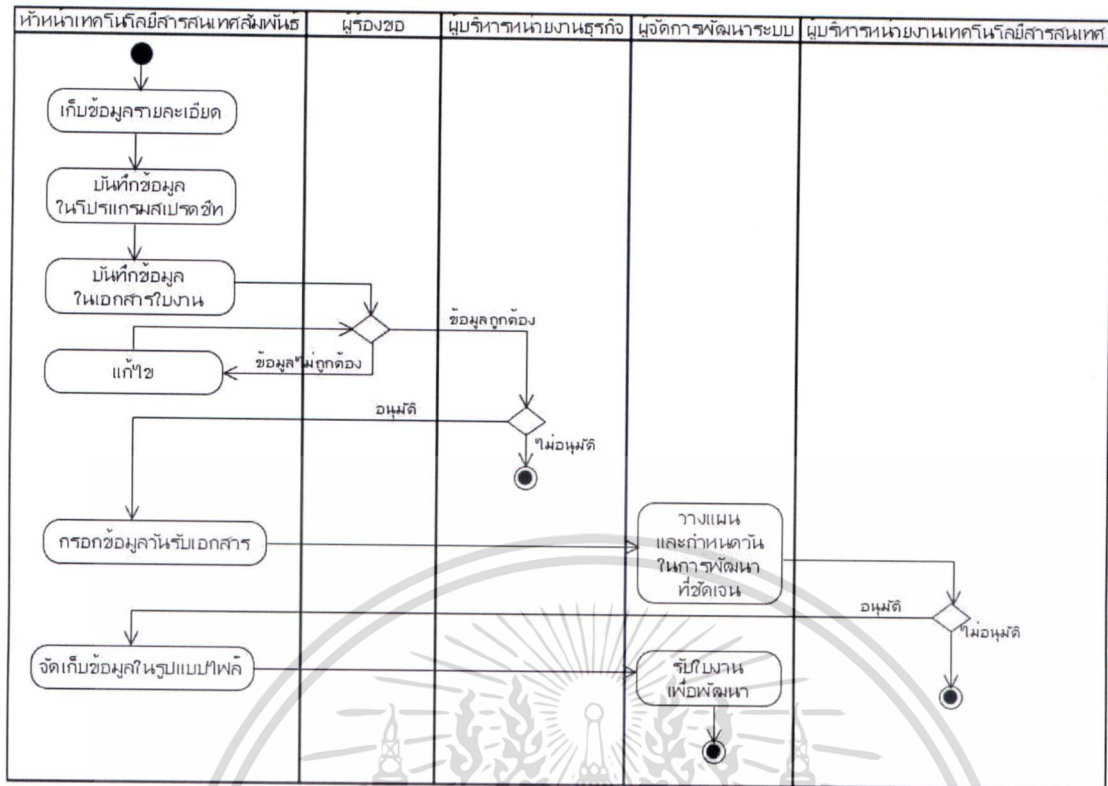 หัวหน้าเทคโนโลยีสารสนเทศสัมพันธ์
ผู้ร้องขอ
ผู้บริหารหน่วยงานธุรกิจ
ผู้จัดการพัฒนาระบบ
ผู้บริหารหน่วยงานเทคโนโลยีสารสนเทศ
เก็บข้อมูลรายละเอียด
บันทึกข้อมูล
ในโปรแกรมสเปรดชีท
บันทึกข้อมูล
ในเอกสารใบงาน
ข้อมูลถูกต้อง
แก้ไข
ข้อมูลไม่ถูกต้อง
อนุมัติ
ไม่อนุมัติ
กรอกข้อมูลวันรับเอกสาร
วางแผน
และกำหนดวัน
ในการพัฒนา
ที่ชัดเจน
อนุมัติ
ไม่อนุมัติ
จัดเก็บข้อมูลในรูปแบบไฟล์
รับใบงาน
เพื่อพัฒนา